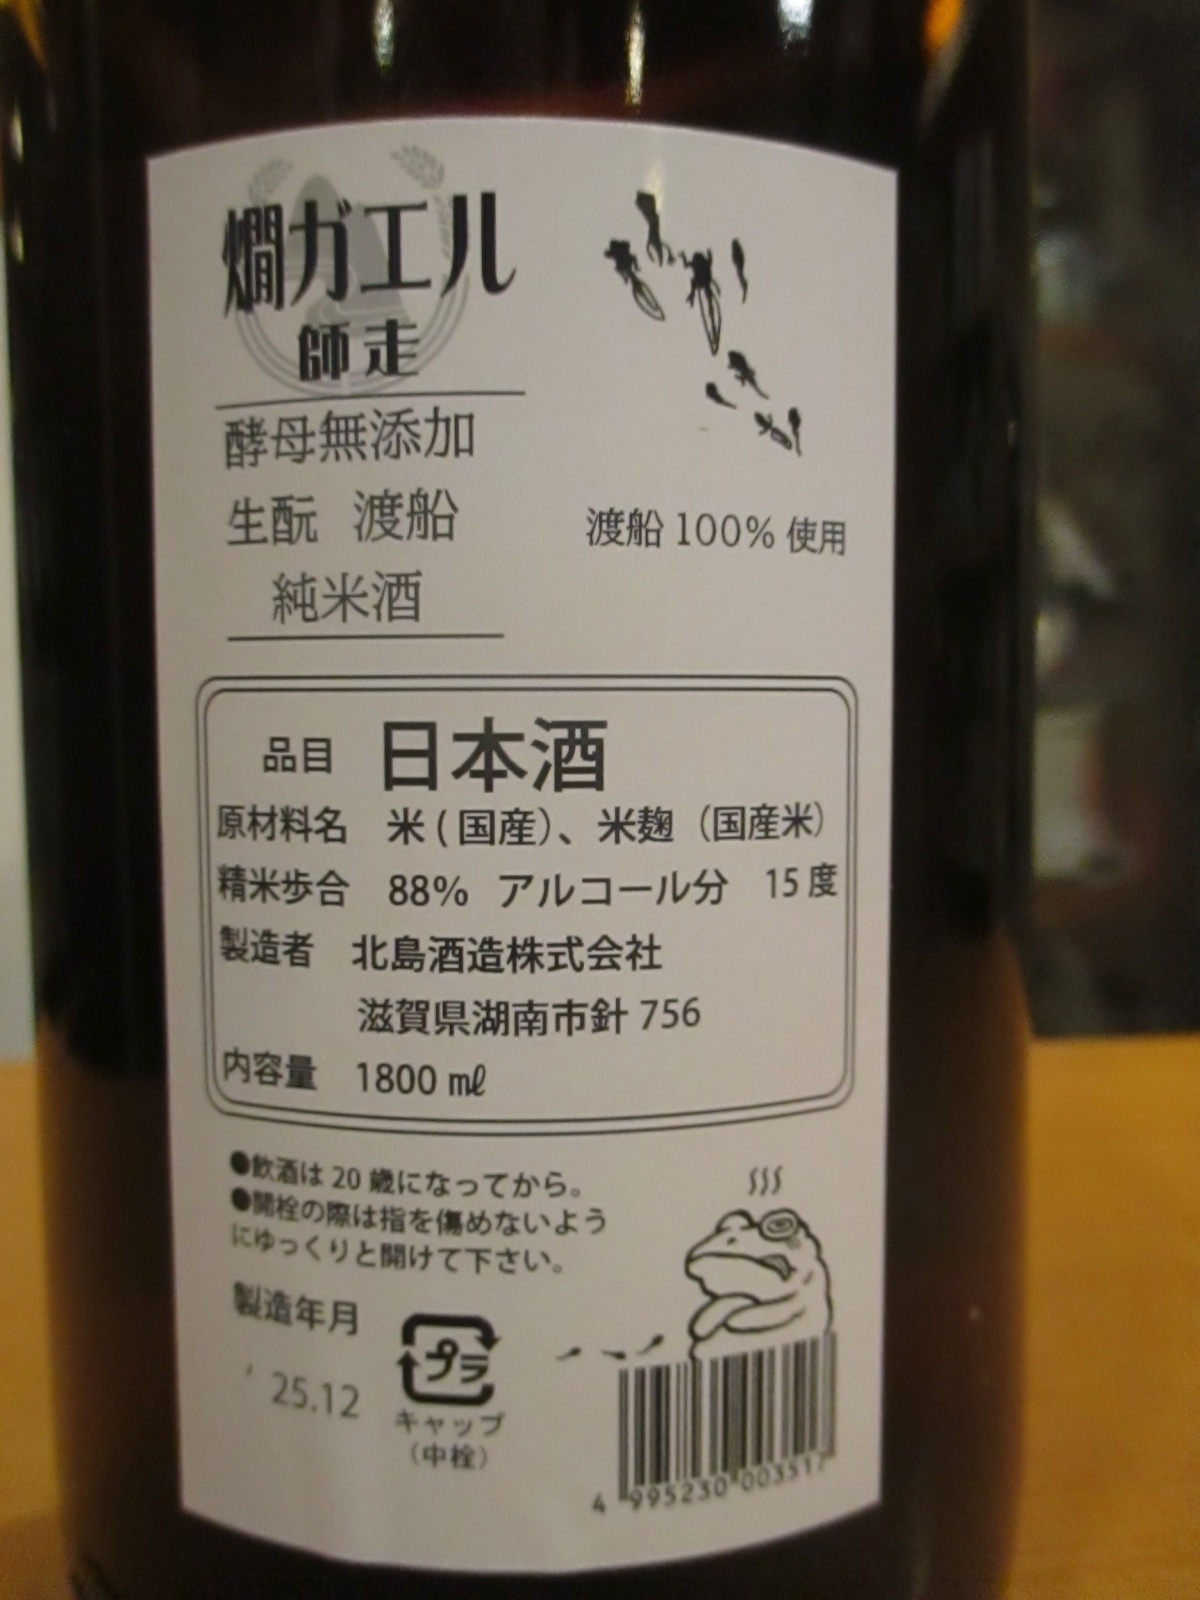 燗ガエル
師走
酵母無添加
生酛 渡船
純米酒
渡船 100% 使用
品目 日本酒
原材料名 米(国産)、米麹（国産米）
精米歩合 88% アルコール分 15度
製造者 北島酒造株式会社
滋賀県湖南市針 756
内容量 1800㎖
●飲酒は20歳になってから。
●開栓の際は指を傷めないよう
にゆっくりと開けて下さい。
製造年月
'25.12
プラ
キャップ
(中栓)
4 995230 003517